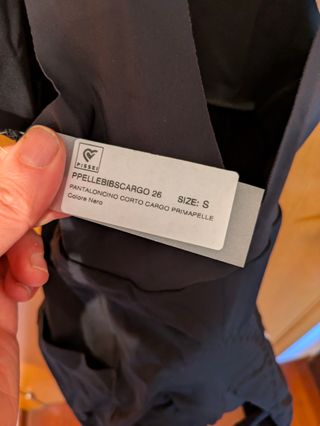 PISSEI
PPELLEBIBSCARGO 26 SIZE: S
PANTALONCINO CORTO CARGO PRIMAPELLE
Colore Nero